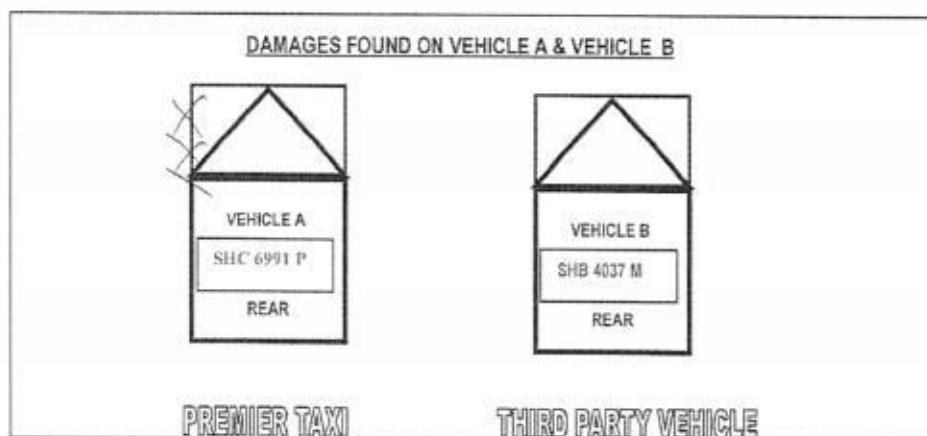 DAMAGES FOUND ON VEHICLE A & VEHICLE B
VEHICLE A
SHC 6991 P
REAR
VEHICLE B
SHB 4037 M
REAR
PREMIER TAXI
THIRD PARTY VEHICLE